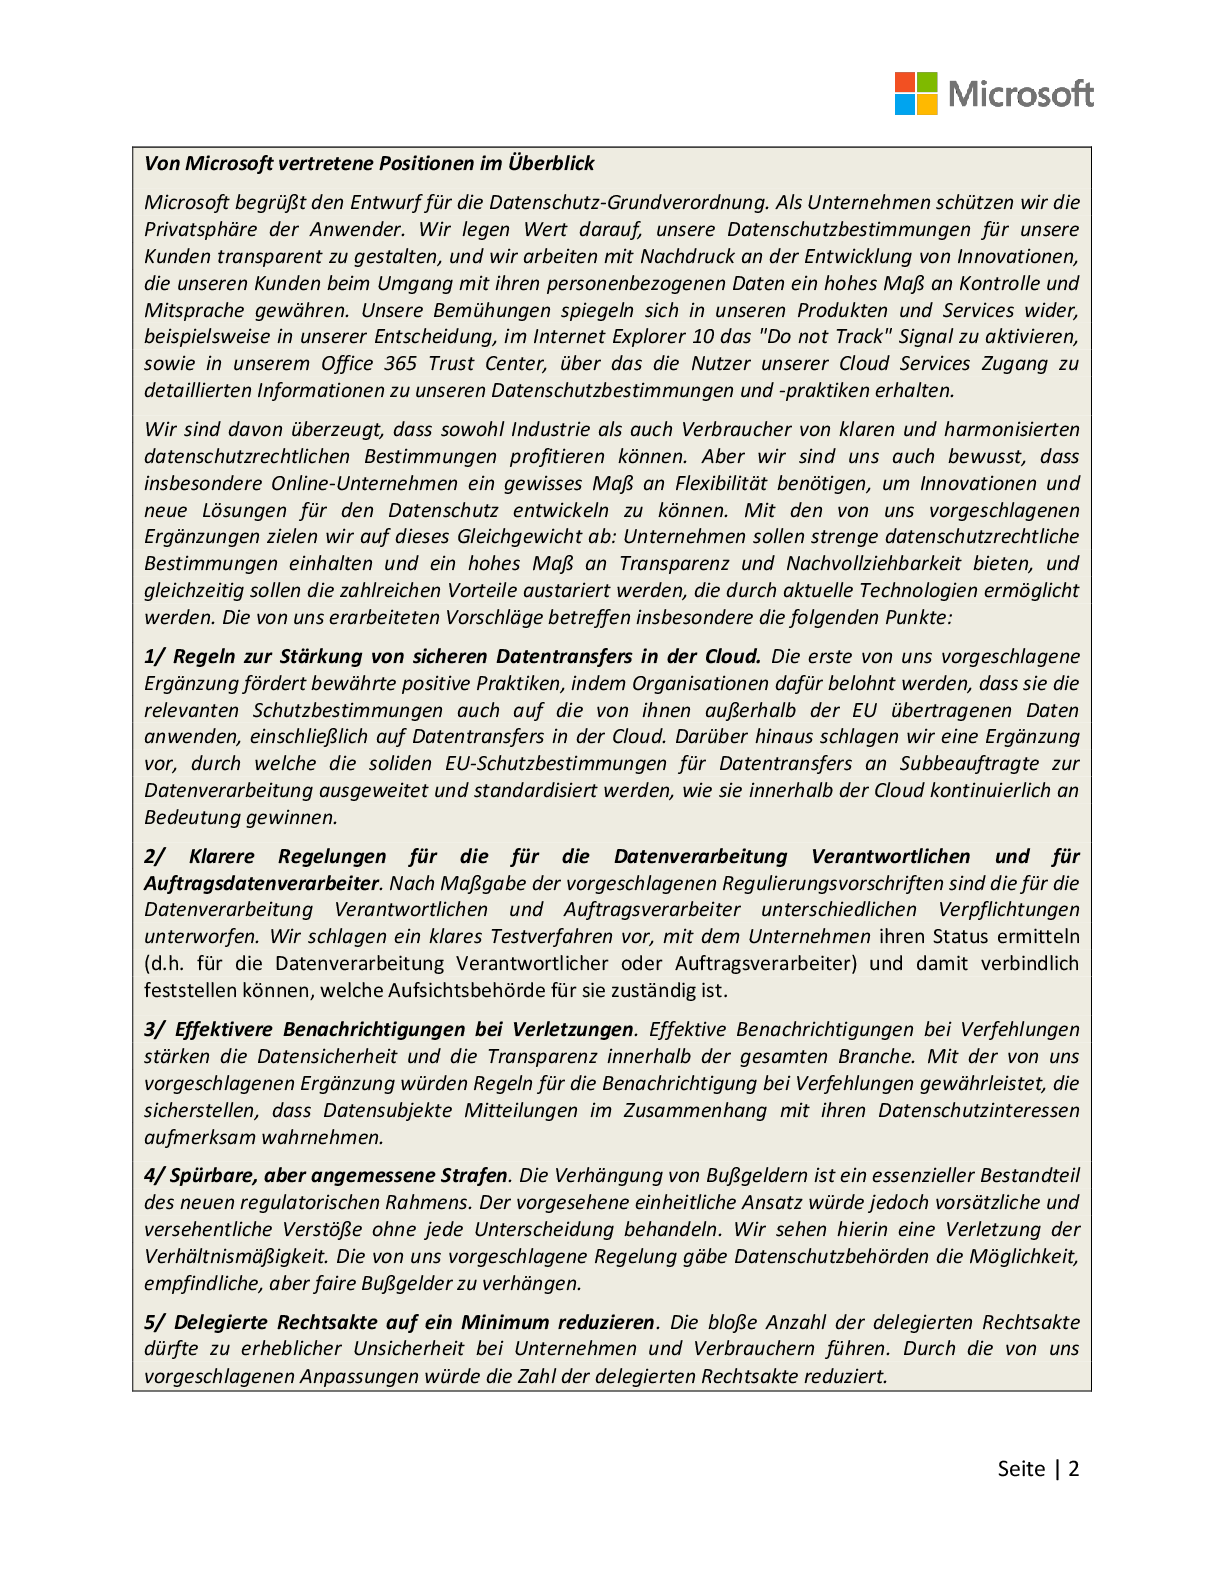 Microsoft
Von Microsoft vertretene Positionen im Überblick
Microsoft begrüßt den Entwurf für die Datenschutz-Grundverordnung. Als Unternehmen schützen wir die
Privatsphäre der Anwender. Wir legen Wert darauf, unsere Datenschutzbestimmungen für unsere
Kunden transparent zu gestalten, und wir arbeiten mit Nachdruck an der Entwicklung von Innovationen,
die unseren Kunden beim Umgang mit ihren personenbezogenen Daten ein hohes Maß an Kontrolle und
Mitsprache gewähren. Unsere Bemühungen spiegeln sich in unseren Produkten und Services wider,
beispielsweise in unserer Entscheidung, im Internet Explorer 10 das "Do not Track" Signal zu aktivieren,
sowie in unserem Office 365 Trust Center, über das die Nutzer unserer Cloud Services Zugang zu
detaillierten Informationen zu unseren Datenschutzbestimmungen und -praktiken erhalten.
Wir sind davon überzeugt, dass sowohl Industrie als auch Verbraucher von klaren und harmonisierten
datenschutzrechtlichen Bestimmungen profitieren können. Aber wir sind uns auch bewusst, dass
insbesondere Online-Unternehmen ein gewisses Maß an Flexibilität benötigen, um Innovationen und
neue Lösungen für den Datenschutz entwickeln zu können. Mit den von uns vorgeschlagenen
Ergänzungen zielen wir auf dieses Gleichgewicht ab: Unternehmen sollen strenge datenschutzrechtliche
Bestimmungen einhalten und ein hohes Maß an Transparenz und Nachvollziehbarkeit bieten, und
gleichzeitig sollen die zahlreichen Vorteile austariert werden, die durch aktuelle Technologien ermöglicht
werden. Die von uns erarbeiteten Vorschläge betreffen insbesondere die folgenden Punkte:
1/ Regeln zur Stärkung von sicheren Datentransfers in der Cloud. Die erste von uns vorgeschlagene
Ergänzung fördert bewährte positive Praktiken, indem Organisationen dafür belohnt werden, dass sie die
relevanten Schutzbestimmungen auch auf die von ihnen außerhalb der EU übertragenen Daten
anwenden, einschließlich auf Datentransfers in der Cloud. Darüber hinaus schlagen wir eine Ergänzung
vor, durch welche die soliden EU-Schutzbestimmungen für Datentransfers an Subbeauftragte zur
Datenverarbeitung ausgeweitet und standardisiert werden, wie sie innerhalb der Cloud kontinuierlich an
Bedeutung gewinnen.
2/ Klarere Regelungen für die für die Datenverarbeitung Verantwortlichen und für
Auftragsdatenverarbeiter. Nach Maßgabe der vorgeschlagenen Regulierungsvorschriften sind die für die
Datenverarbeitung Verantwortlichen und Auftragsverarbeiter unterschiedlichen Verpflichtungen
unterworfen. Wir schlagen ein klares Testverfahren vor, mit dem Unternehmen ihren Status ermitteln
(d.h. für die Datenverarbeitung Verantwortlicher oder Auftragsverarbeiter) und damit verbindlich
feststellen können, welche Aufsichtsbehörde für sie zuständig ist.
3/ Effektivere Benachrichtigungen bei Verletzungen. Effektive Benachrichtigungen bei Verfehlungen
stärken die Datensicherheit und die Transparenz innerhalb der gesamten Branche. Mit der von uns
vorgeschlagenen Ergänzung würden Regeln für die Benachrichtigung bei Verfehlungen gewährleistet, die
sicherstellen, dass Datensubjekte Mitteilungen im Zusammenhang mit ihren Datenschutzinteressen
aufmerksam wahrnehmen.
4/ Spürbare, aber angemessene Strafen. Die Verhängung von Bußgeldern ist ein essenzieller Bestandteil
des neuen regulatorischen Rahmens. Der vorgesehene einheitliche Ansatz würde jedoch vorsätzliche und
versehentliche Verstöße ohne jede Unterscheidung behandeln. Wir sehen hierin eine Verletzung der
Verhältnismäßigkeit. Die von uns vorgeschlagene Regelung gäbe Datenschutzbehörden die Möglichkeit,
empfindliche, aber faire Bußgelder zu verhängen.
5/ Delegierte Rechtsakte auf ein Minimum reduzieren. Die bloße Anzahl der delegierten Rechtsakte
dürfte zu erheblicher Unsicherheit bei Unternehmen und Verbrauchern führen. Durch die von uns
vorgeschlagenen Anpassungen würde die Zahl der delegierten Rechtsakte reduziert.
Seite | 2